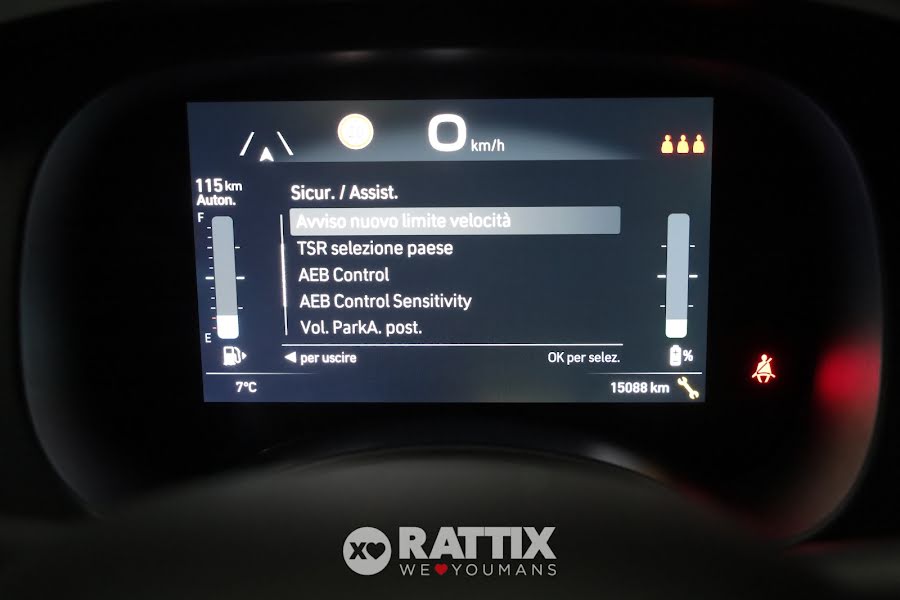 0 km/h
115 km
Auton.
F
E
Sicur. / Assist.
Avviso nuovo limite velocità
TSR selezione paese
AEB Control
AEB Control Sensitivity
Vol. ParkA. post.
◀ per uscire
OK per selez.
%
7°C
15088 km
RATTIX
WE❤YOUMANS